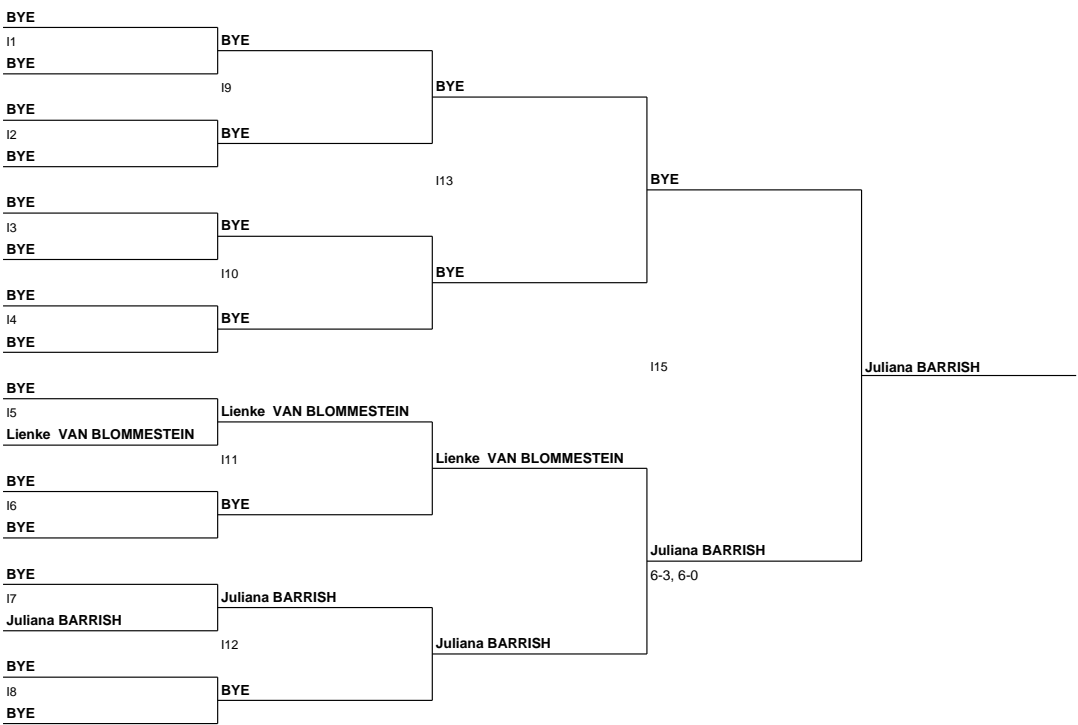 BYE
I1
BYE
BYE
I9
BYE
BYE
I2
BYE
BYE
I13
BYE
BYE
I3
BYE
BYE
I10
BYE
BYE
I4
BYE
BYE
I15
Juliana BARRISH
BYE
I5
Lienke VAN BLOMMESTEIN
Lienke VAN BLOMMESTEIN
I11
Lienke VAN BLOMMESTEIN
BYE
I6
BYE
BYE
Juliana BARRISH
6-3, 6-0
BYE
I7
Juliana BARRISH
Juliana BARRISH
I12
Juliana BARRISH
BYE
I8
BYE
BYE